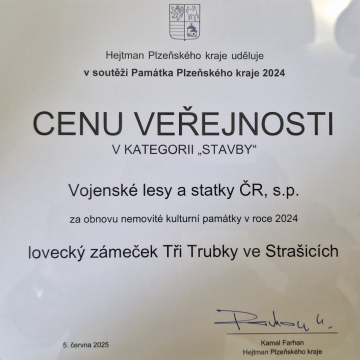 Hejtman Plzeňského kraje uděluje
v soutěži Památka Plzeňského kraje 2024
CENU VEŘEJNOSTI
V KATEGORII „STAVBY“
Vojenské lesy a statky ČR, s.p.
za obnovu nemovité kulturní památky v roce 2024
lovecký zámeček Tři Trubky ve Strašicích
5. června 2025
Kamal Farhan
Hejtman Plzeňského kraje